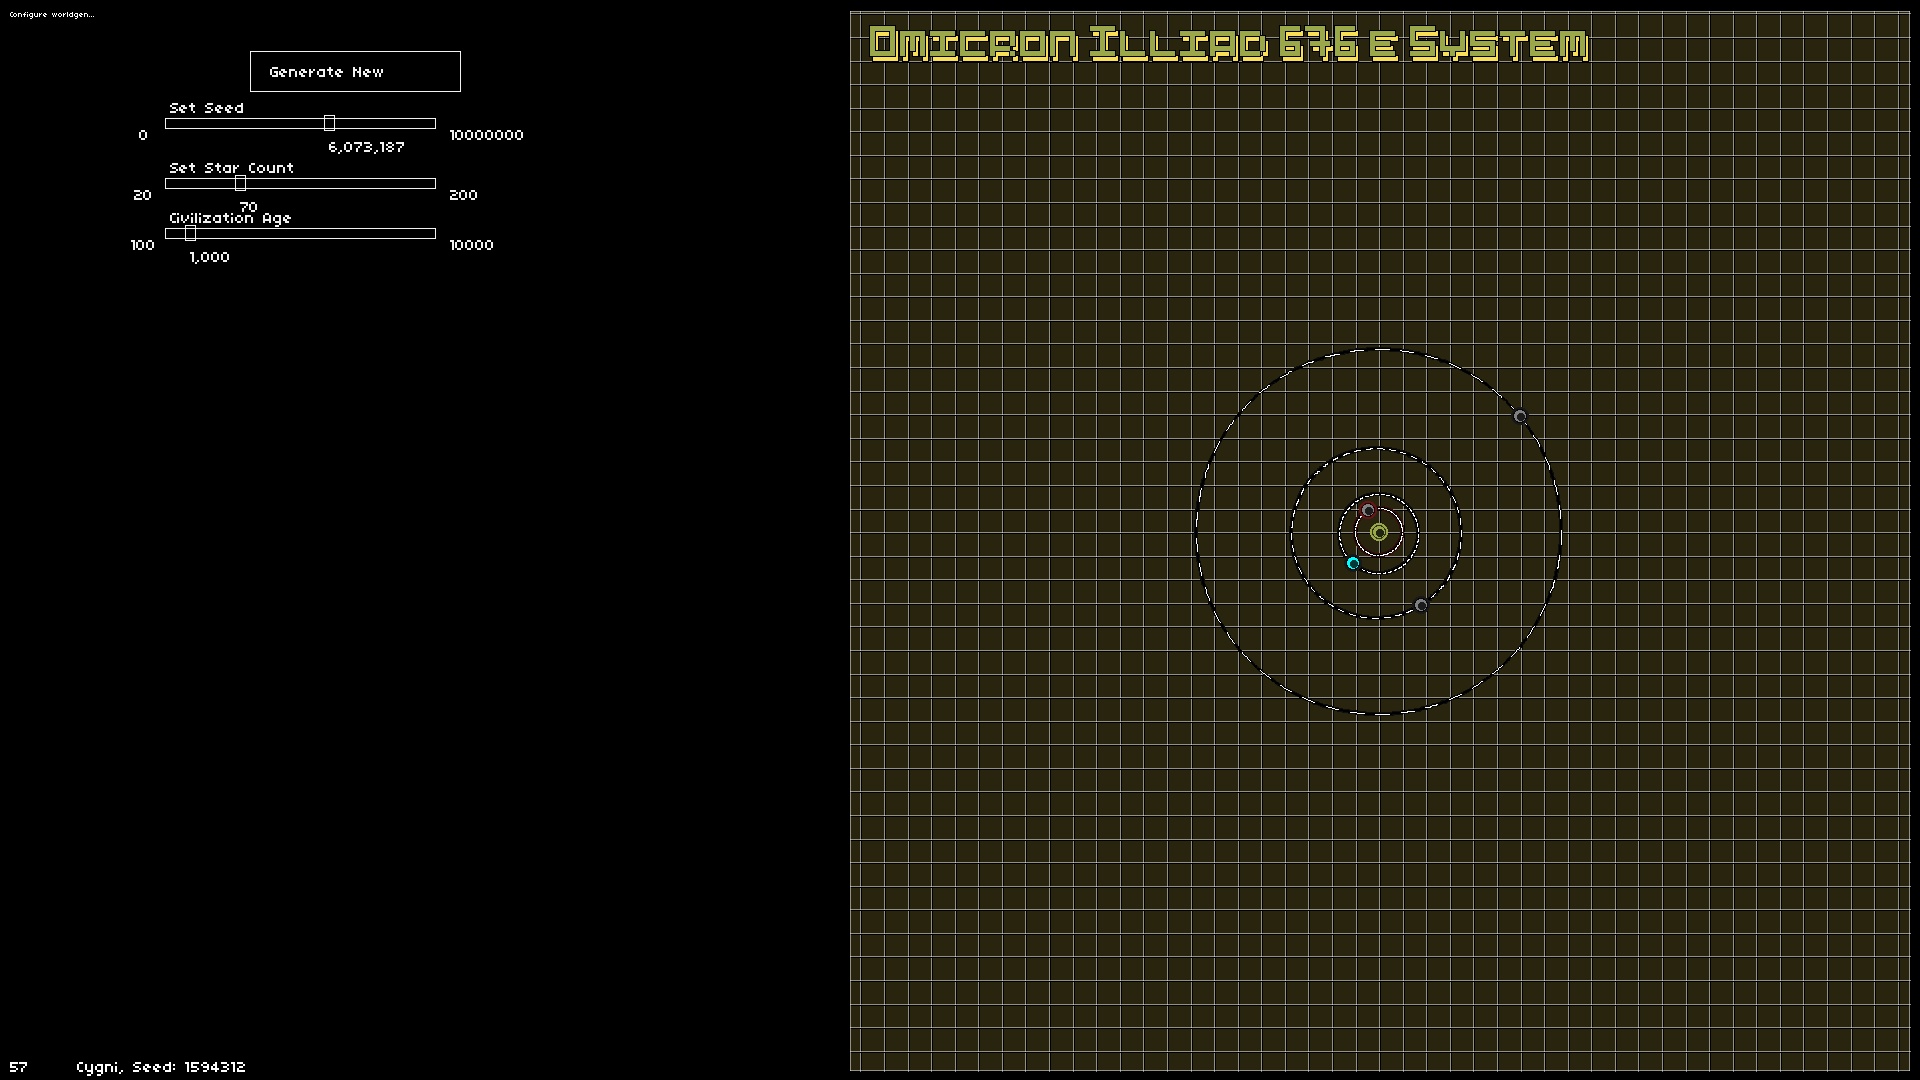 Configure worldgen...
Omicron Illiad 676 e System
Generate New
Set Seed
0 10000000
6,073,187
Set Star Count
20 200
70
Civilization Age
100 10000
1,000
57 Cygni, Seed: 1594312